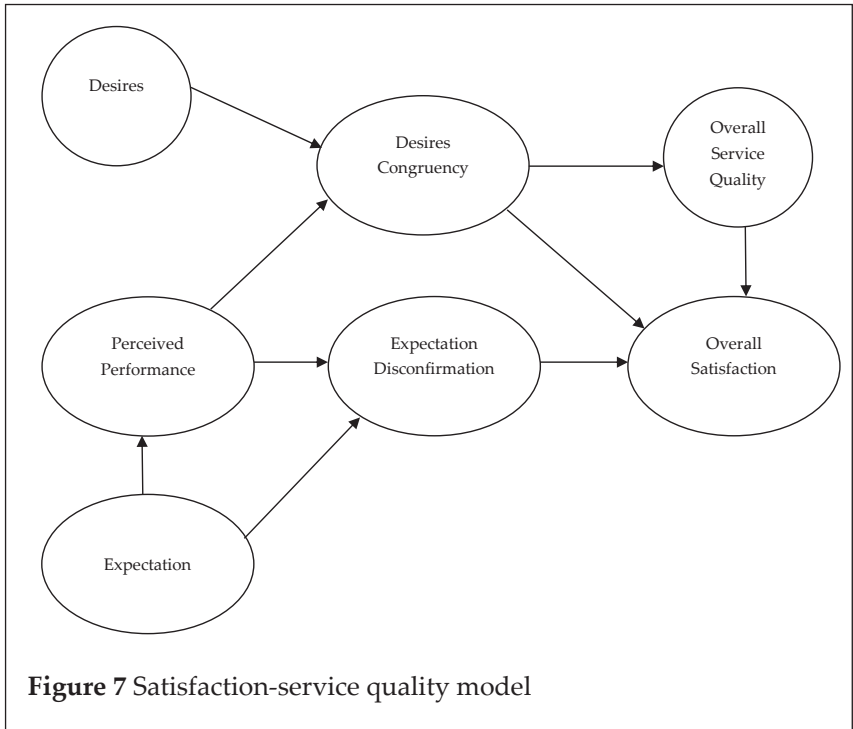 Desires
Desires
Congruency
Overall
Service
Quality
Perceived
Performance
Expectation
Disconfirmation
Overall
Satisfaction
Expectation
Figure 7 Satisfaction-service quality model